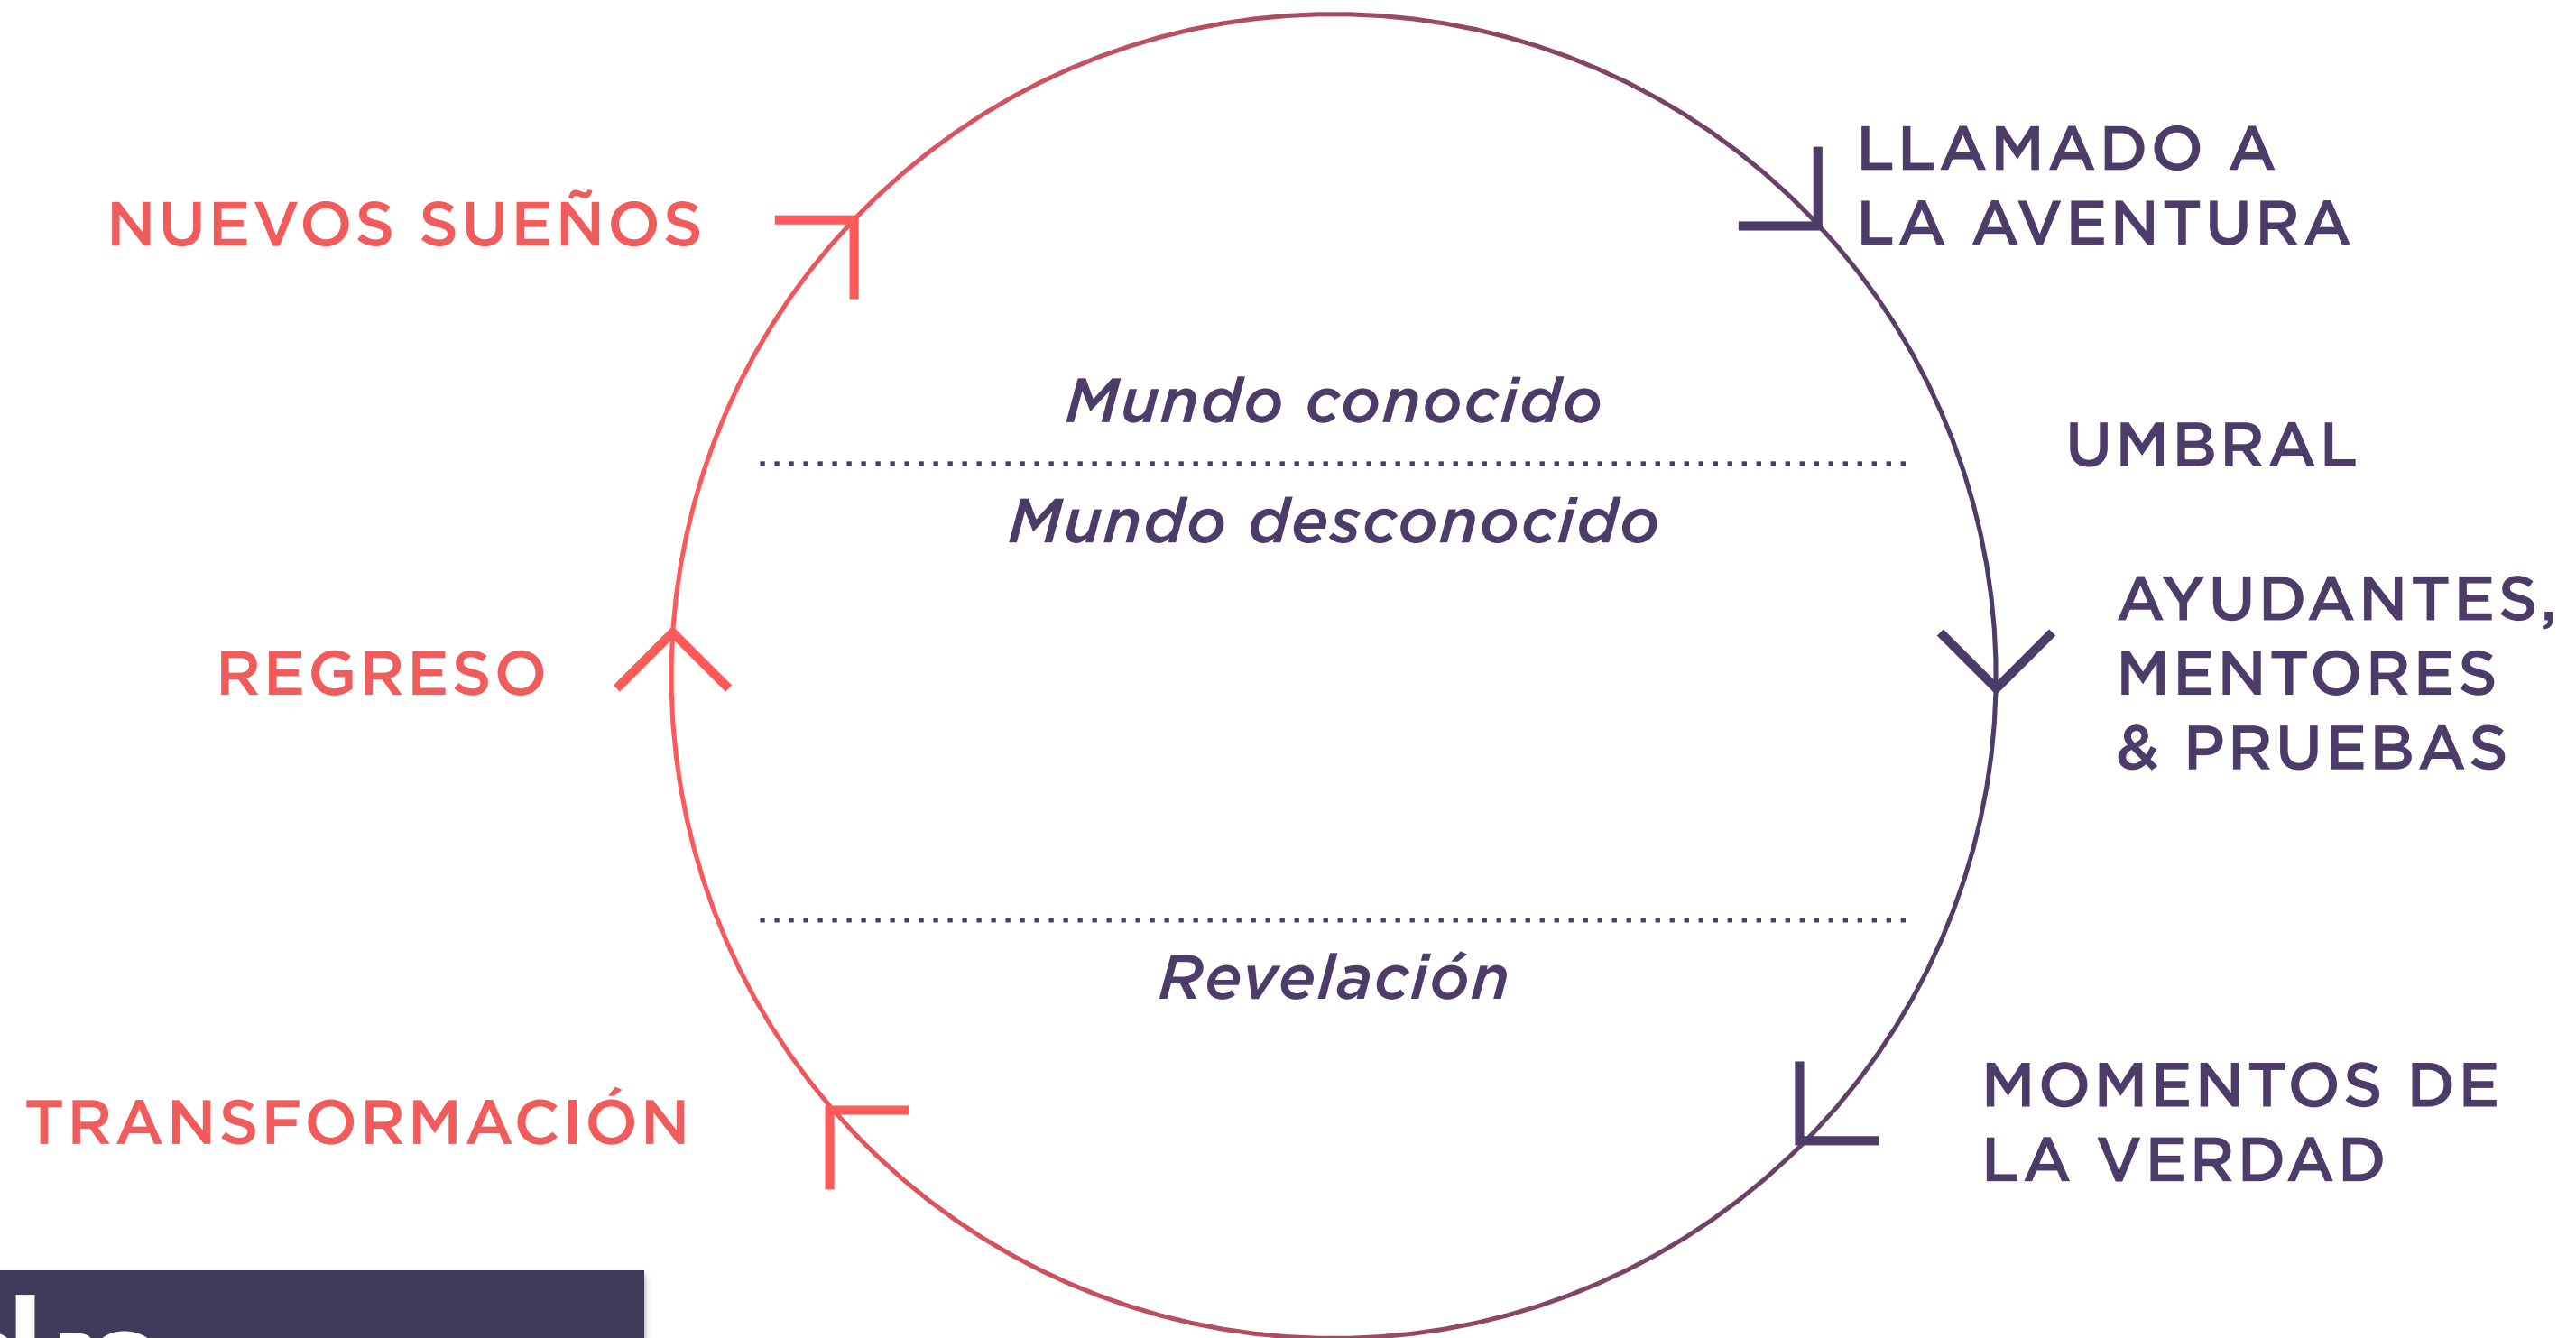 LLAMADO A
LA AVENTURA
NUEVOS SUEÑOS
Mundo conocido
UMBRAL
Mundo desconocido
AYUDANTES,
MENTORES
& PRUEBAS
REGRESO
Revelación
MOMENTOS DE
LA VERDAD
TRANSFORMACIÓN